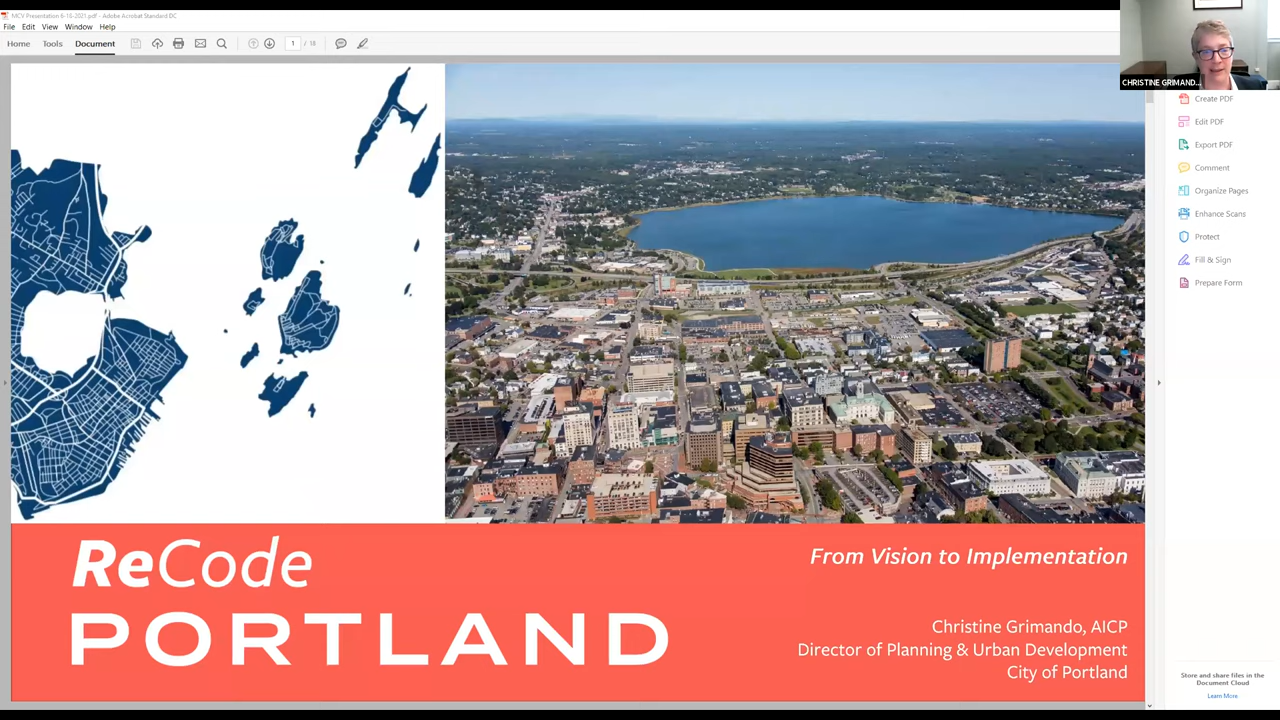 MCV Presentation 6-18-2021.pdf - Adobe Acrobat Standard DC
File Edit View Window Help
Home Tools Document
1 / 18
CHRISTINE GRIMAND...
Create PDF
Edit PDF
Export PDF
Comment
Organize Pages
Enhance Scans
Protect
Fill & Sign
Prepare Form
ReCode
PORTLAND
From Vision to Implementation
Christine Grimando, AICP
Director of Planning & Urban Development
City of Portland
Store and share files in the
Document Cloud
Learn More